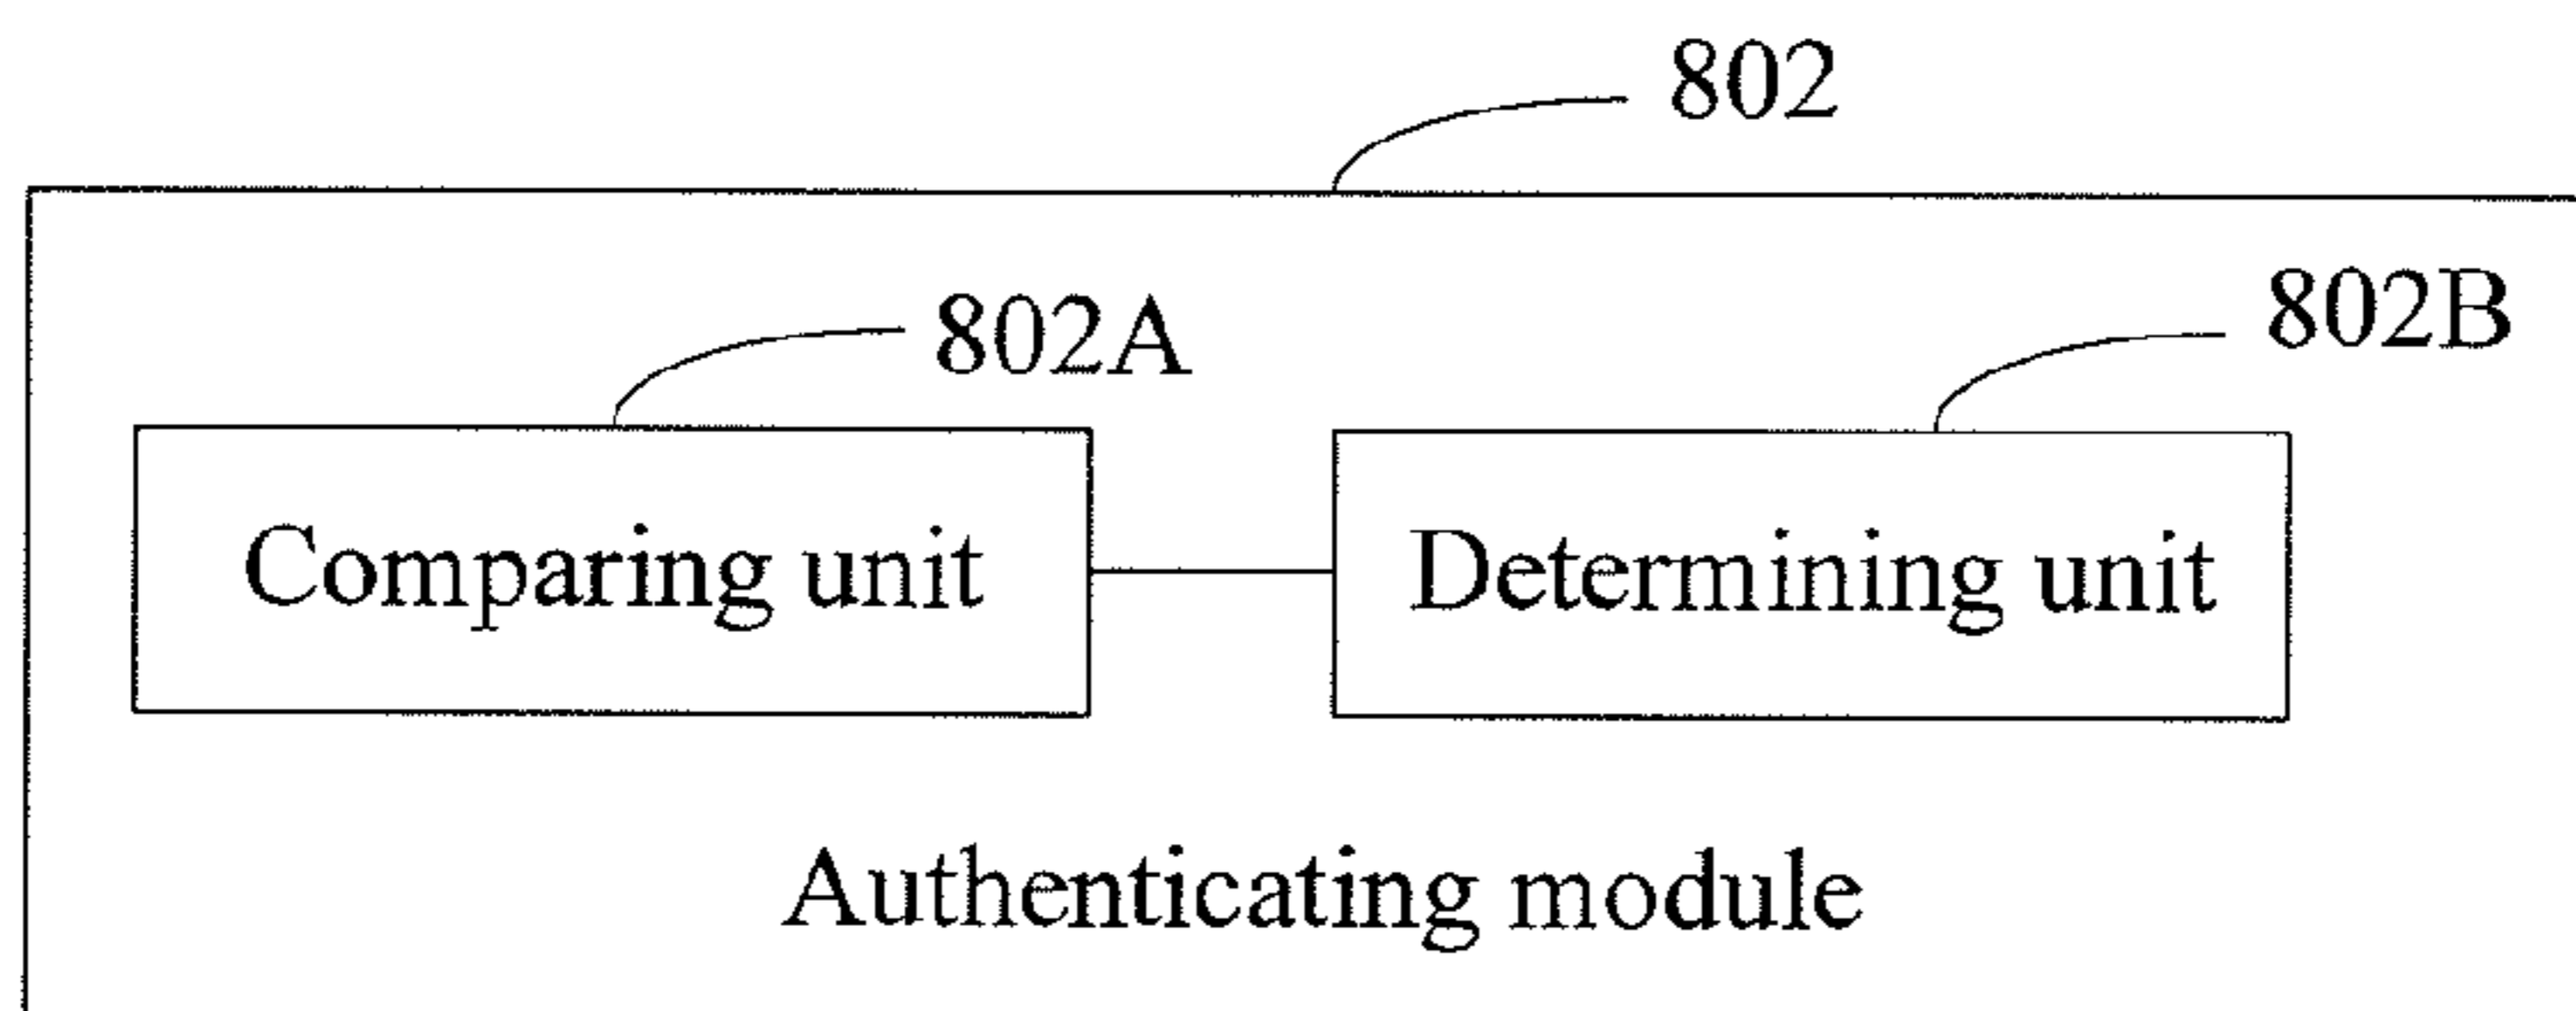 802
802A
802B
Comparing unit
Determining unit
Authenticating module